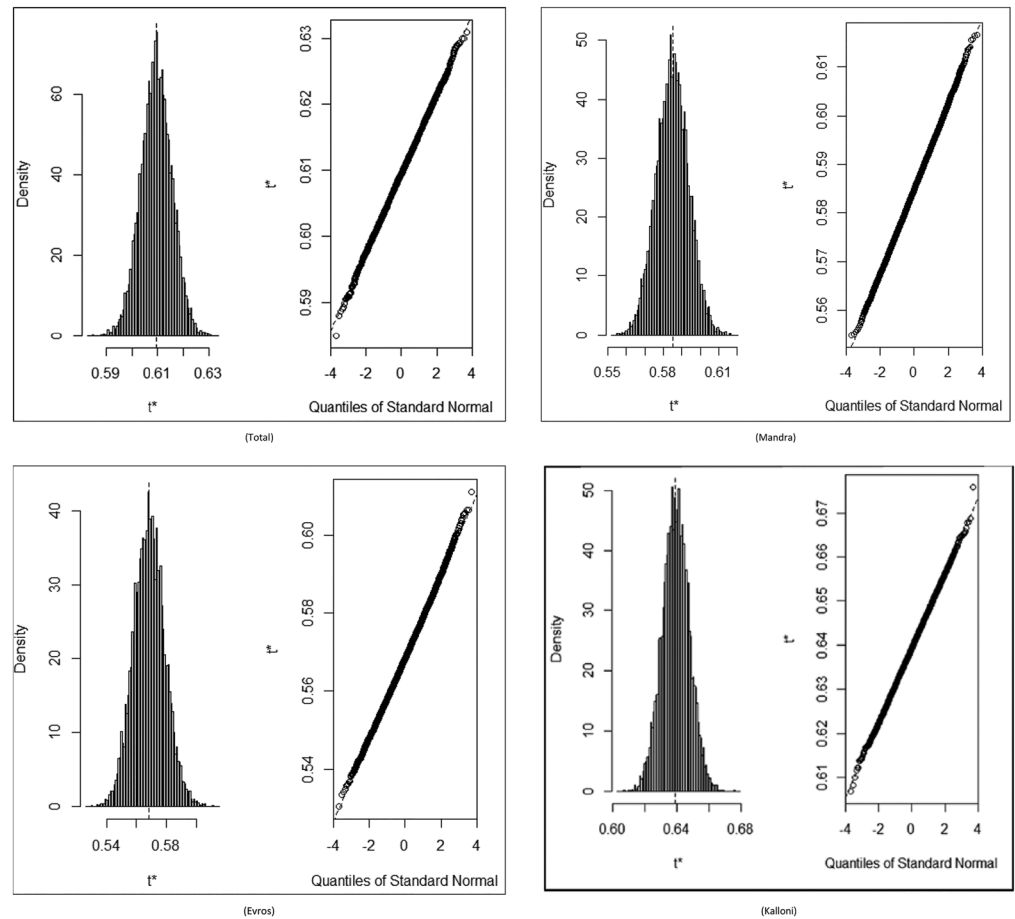 Density
0 20 40 60
0.59 0.61 0.63
t*
t*
0.59 0.60 0.61 0.62 0.63
-4 -2 0 2 4
Quantiles of Standard Normal
(Total)
Density
0 10 20 30 40 50
0.55 0.58 0.61
t*
t*
0.56 0.57 0.58 0.59 0.60 0.61
-4 -2 0 2 4
Quantiles of Standard Normal
(Mandra)
Density
0 10 20 30 40
0.54 0.58
t*
t*
0.54 0.56 0.58 0.60
-4 -2 0 2 4
Quantiles of Standard Normal
(Evros)
Density
0 10 20 30 40 50
0.60 0.64 0.68
t*
t*
0.61 0.62 0.63 0.64 0.65 0.66 0.67
-4 -2 0 2 4
Quantiles of Standard Normal
(Kalloni)